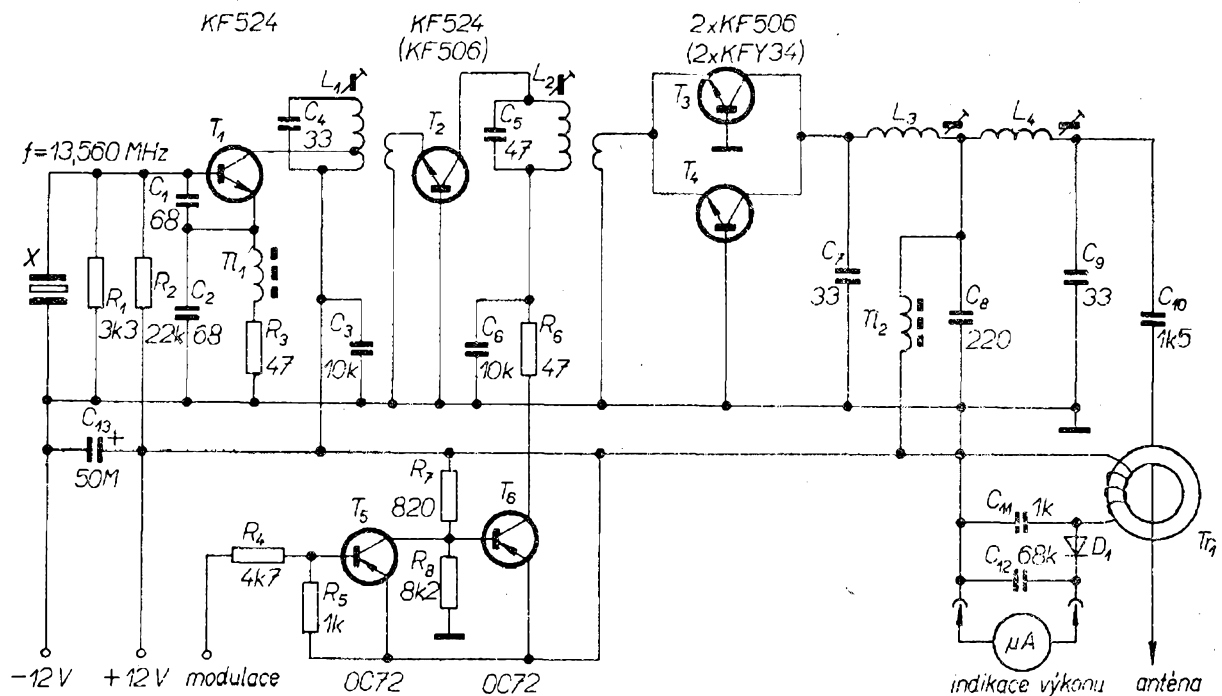 KF524
KF524
(KF506)
2xKF506
(2xKFY34)
f=13,560 MHz
X
R1
3k3
R2
22k
C1
68
C2
68
T1
Tl1
R3
47
C4
33
L1
C3
10k
T2
C5
47
L2
C6
10k
R6
47
T3
T4
C7
33
L3
L4
Tl2
C8
220
C9
33
C10
1k5
C13
+
50M
R4
4k7
R5
1k
T5
R7
820
R8
8k2
T6
C11
1k
C12
68k
D1
Tr1
µA
-12V
+12V
modulace
OC72
OC72
indikace výkonu
anténa